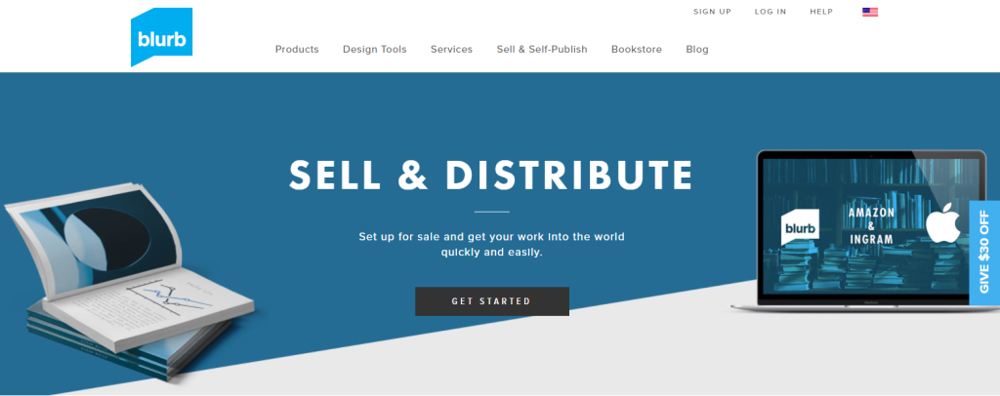 SIGN UP LOG IN HELP
blurb
Products Design Tools Services Sell & Self-Publish Bookstore Blog
SELL & DISTRIBUTE
Set up for sale and get your work into the world
quickly and easily.
GET STARTED
blurb
AMAZON
&
INGRAM
GIVE $30 OFF